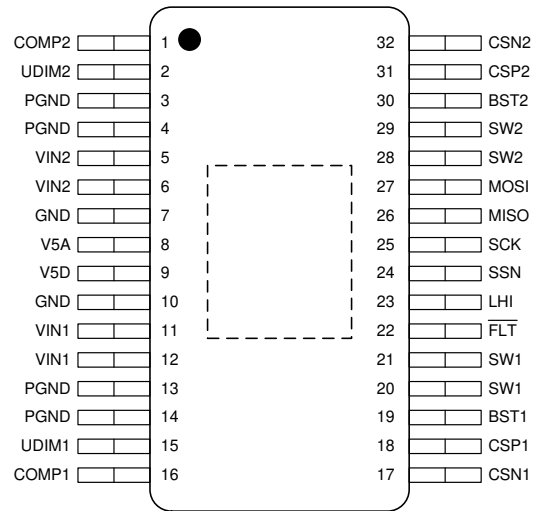 COMP2 1 32 CSN2
UDIM2 2 31 CSP2
PGND 3 30 BST2
PGND 4 29 SW2
VIN2 5 28 SW2
VIN2 6 27 MOSI
GND 7 26 MISO
V5A 8 25 SCK
V5D 9 24 SSN
GND 10 23 LHI
VIN1 11 22 FLT
VIN1 12 21 SW1
PGND 13 20 SW1
PGND 14 19 BST1
UDIM1 15 18 CSP1
COMP1 16 17 CSN1